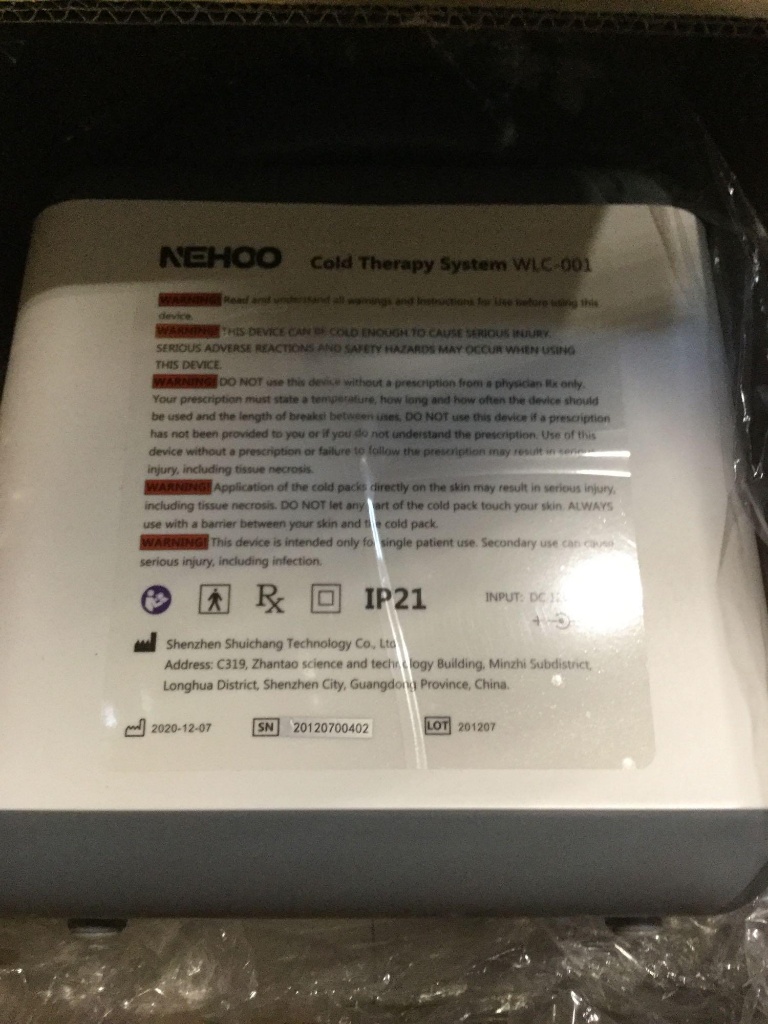 NEHOO Cold Therapy System WLC-001
WARNING! Read and understand all warnings and instructions for use before using this
device.
WARNING! THIS DEVICE CAN BE COLD ENOUGH TO CAUSE SERIOUS INJURY.
SERIOUS ADVERSE REACTIONS AND SAFETY HAZARDS MAY OCCUR WHEN USING
THIS DEVICE.
WARNING! DO NOT use this device without a prescription from a physician Rx only.
Your prescription must state a temperature, how long and how often the device should
be used and the length of breaks! between uses. DO NOT use this device if a prescription
has not been provided to you or if you do not understand the prescription. Use of this
device without a prescription or failure to follow the prescription may result in serious
injury, including tissue necrosis.
WARNING! Application of the cold packs directly on the skin may result in serious injury,
including tissue necrosis. DO NOT let any part of the cold pack touch your skin. ALWAYS
use with a barrier between your skin and the cold pack.
WARNING! This device is intended only for single patient use. Secondary use can cause
serious injury, including infection.
Rx IP21 INPUT: DC
Shenzhen Shuichang Technology Co., Ltd
Address: C319, Zhantao science and technology Building, Minzhi Subdistrict,
Longhua District, Shenzhen City, Guangdong Province, China.
2020-12-07 SN 20120700402 LOT 201207